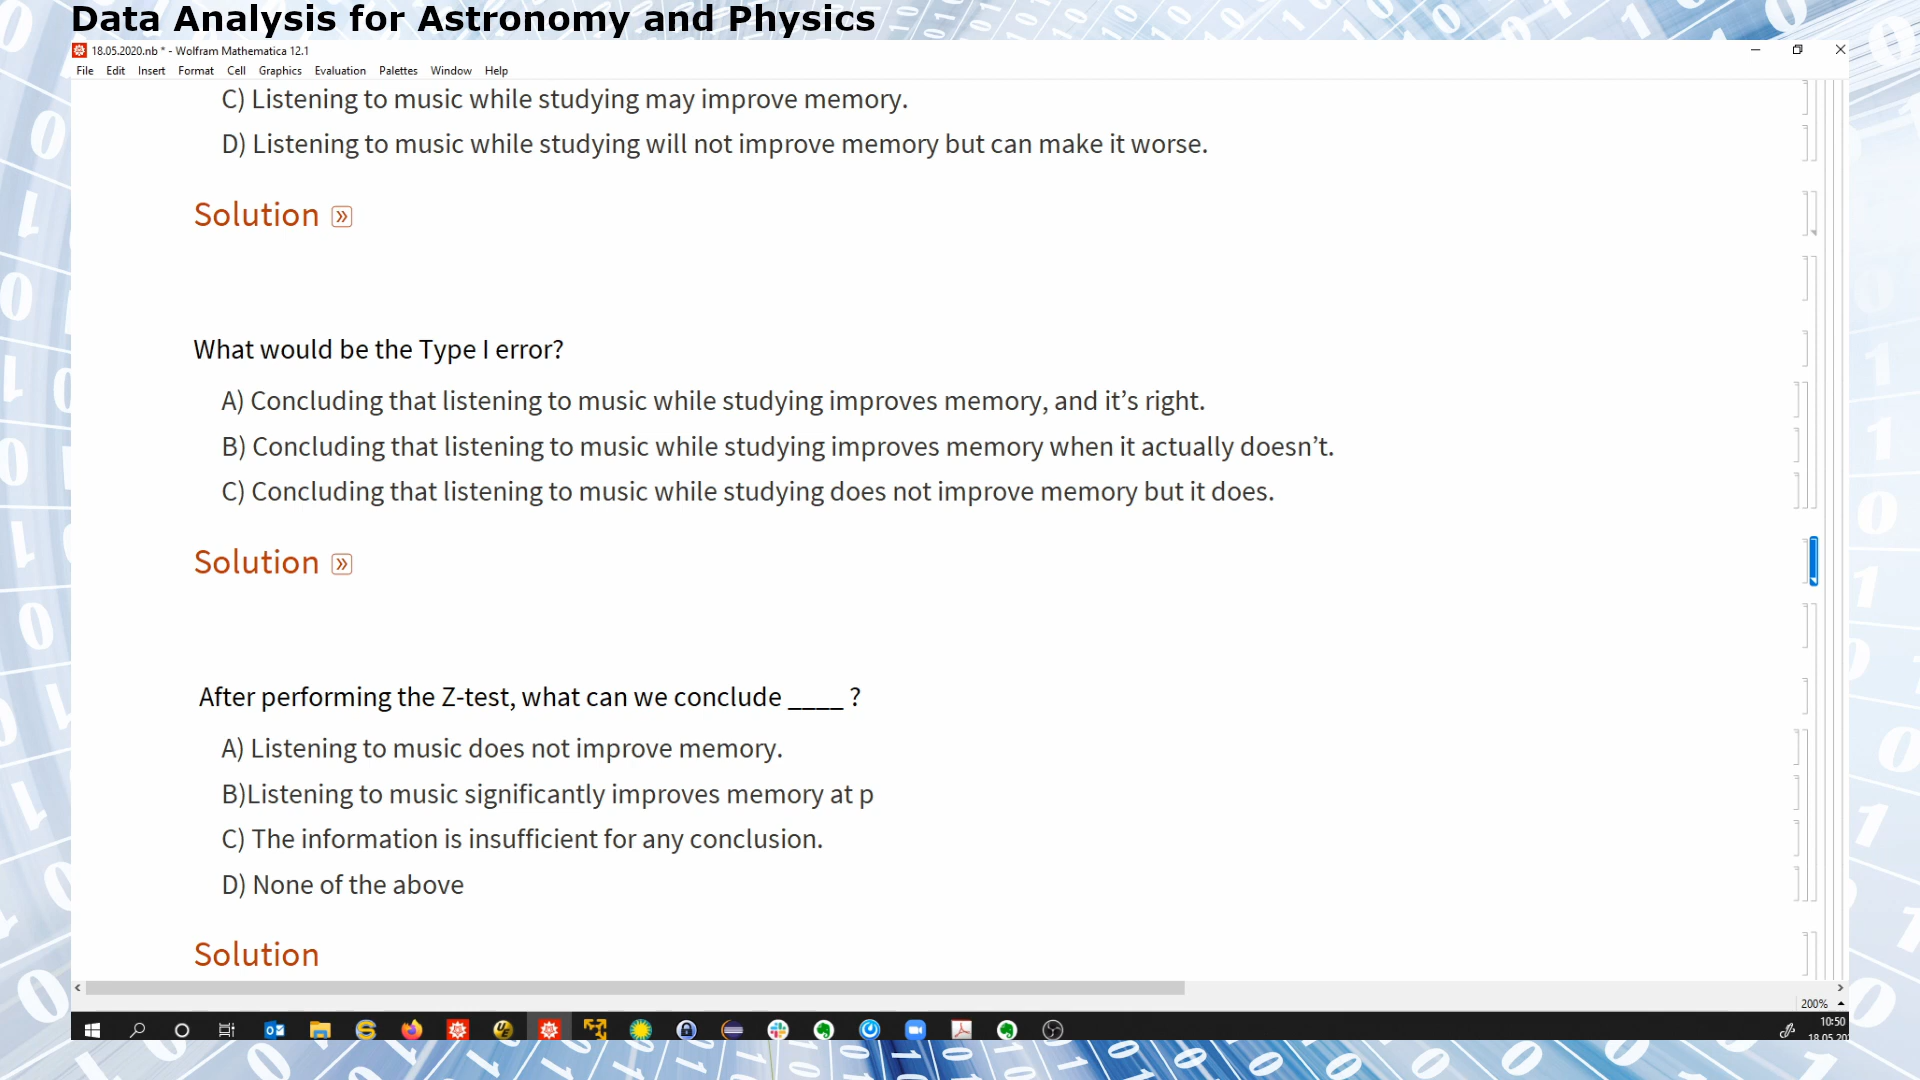 Data Analysis for Astronomy and Physics
18.05.2020.nb * - Wolfram Mathematica 12.1
File Edit Insert Format Cell Graphics Evaluation Palettes Window Help
C) Listening to music while studying may improve memory.
D) Listening to music while studying will not improve memory but can make it worse.
Solution
What would be the Type I error?
A) Concluding that listening to music while studying improves memory, and it’s right.
B) Concluding that listening to music while studying improves memory when it actually doesn’t.
C) Concluding that listening to music while studying does not improve memory but it does.
Solution
After performing the Z-test, what can we conclude ____ ?
A) Listening to music does not improve memory.
B)Listening to music significantly improves memory at p
C) The information is insufficient for any conclusion.
D) None of the above
Solution
200%
10:50